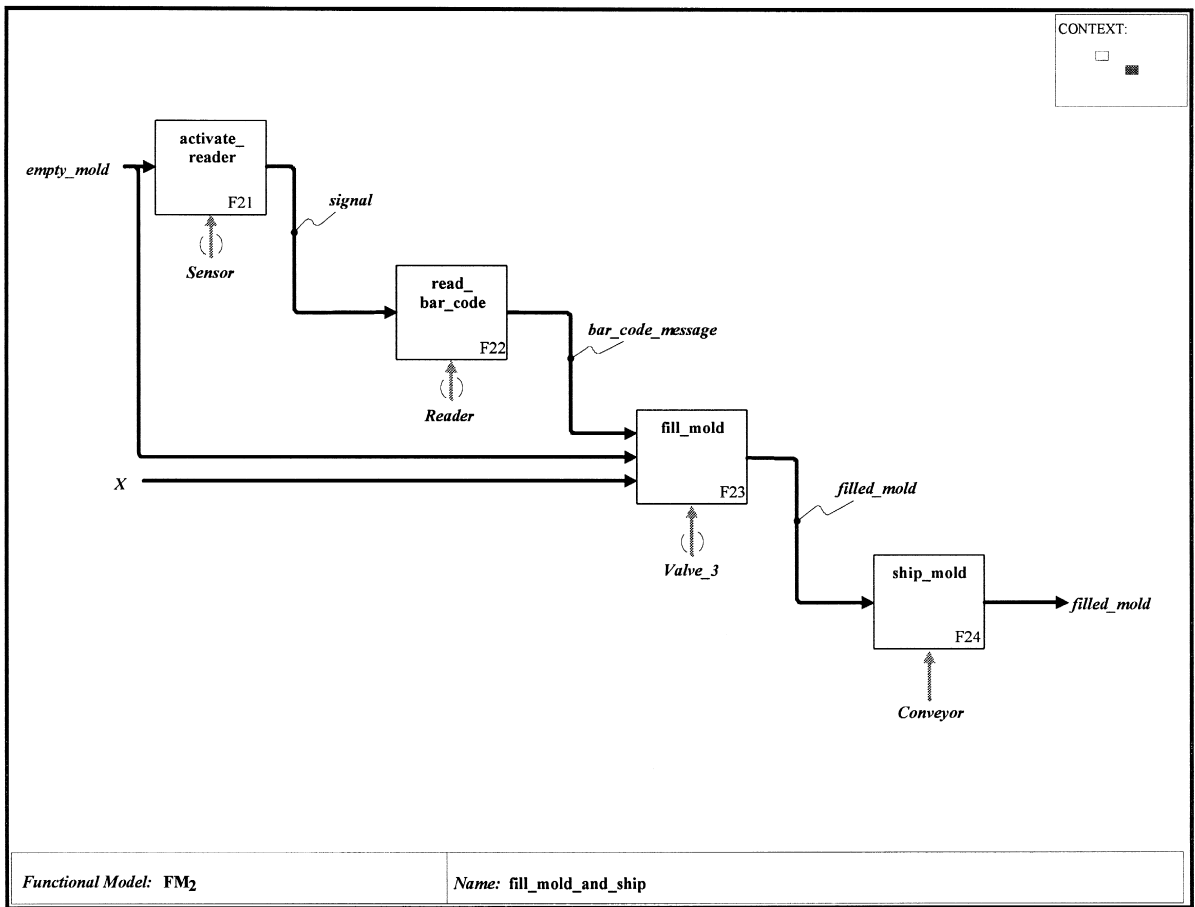 CONTEXT:
activate_
reader
empty_mold
F21
signal
Sensor
read_
bar_code
F22
bar_code_message
Reader
fill_mold
X
F23
filled_mold
Valve_3
ship_mold
filled_mold
F24
Conveyor
Functional Model: FM2
Name: fill_mold_and_ship